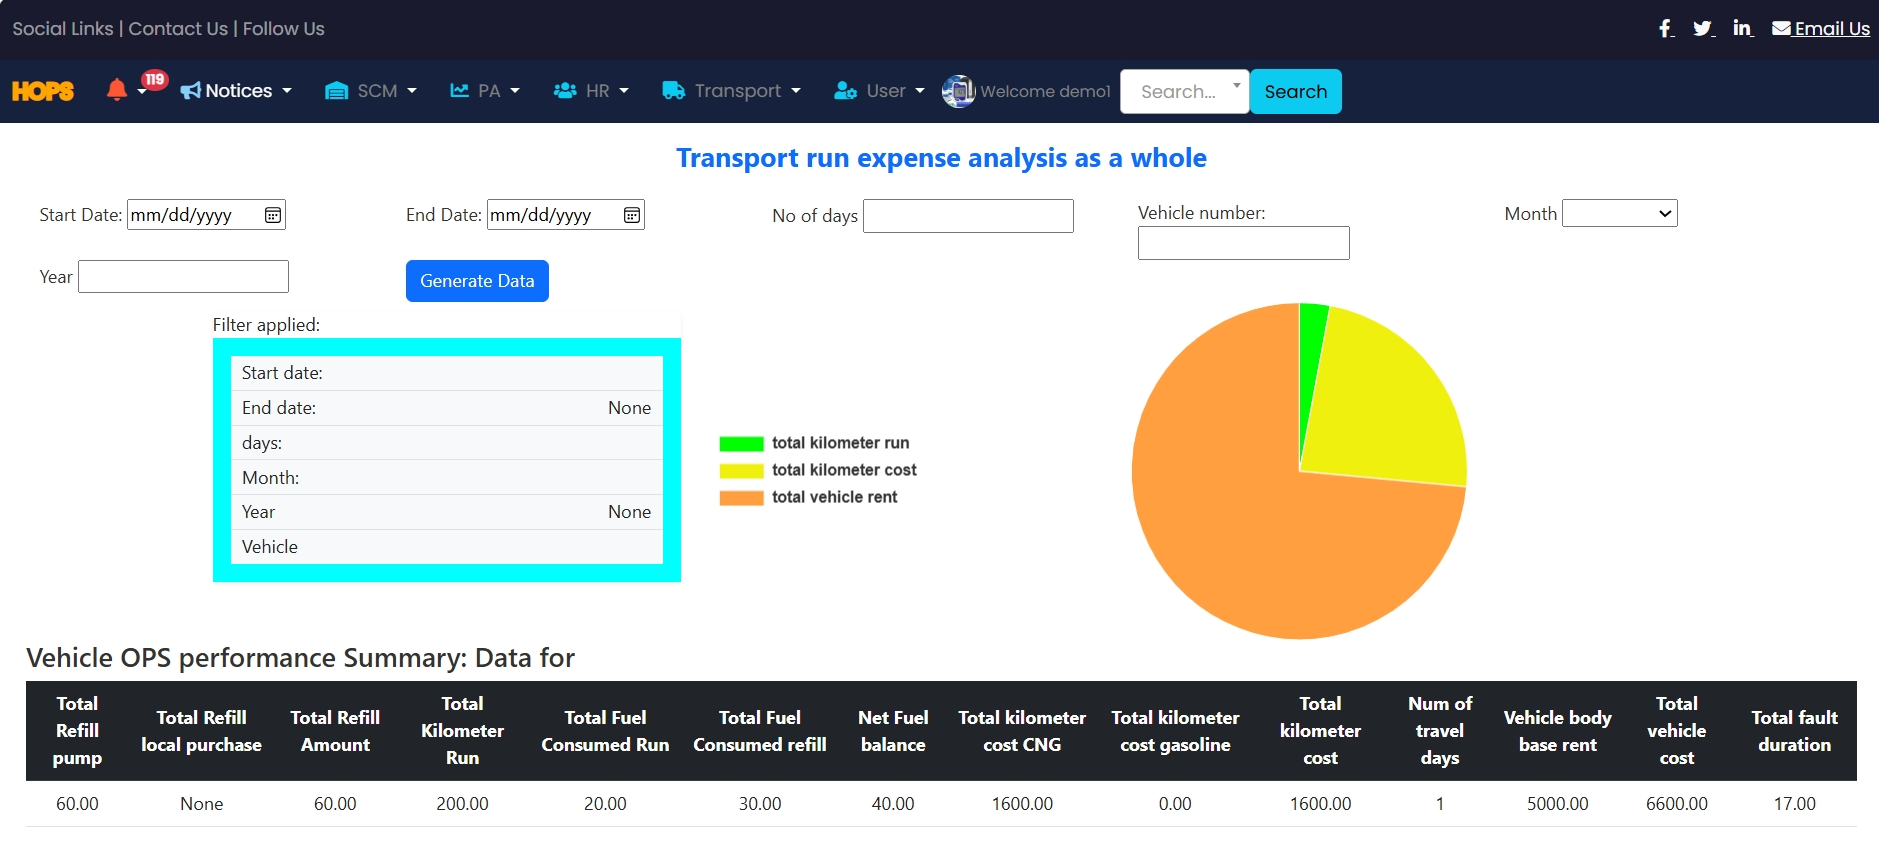 Social Links | Contact Us | Follow Us
Email Us
HOPS 119 Notices SCM PA HR Transport User Welcome demo1 Search... Search
Transport run expense analysis as a whole
Start Date: mm/dd/yyyy End Date: mm/dd/yyyy No of days Vehicle number: Month
Year Generate Data
Filter applied:
Start date:
End date: None
days:
Month:
Year None
Vehicle
total kilometer run
total kilometer cost
total vehicle rent
Vehicle OPS performance Summary: Data for
Total Refill pump Total Refill local purchase Total Refill Amount Total Kilometer Run Total Fuel Consumed Run Total Fuel Consumed refill Net Fuel balance Total kilometer cost CNG Total kilometer cost gasoline Total kilometer cost Num of travel days Vehicle body base rent Total vehicle cost Total fault duration
60.00 None 60.00 200.00 20.00 30.00 40.00 1600.00 0.00 1600.00 1 5000.00 6600.00 17.00